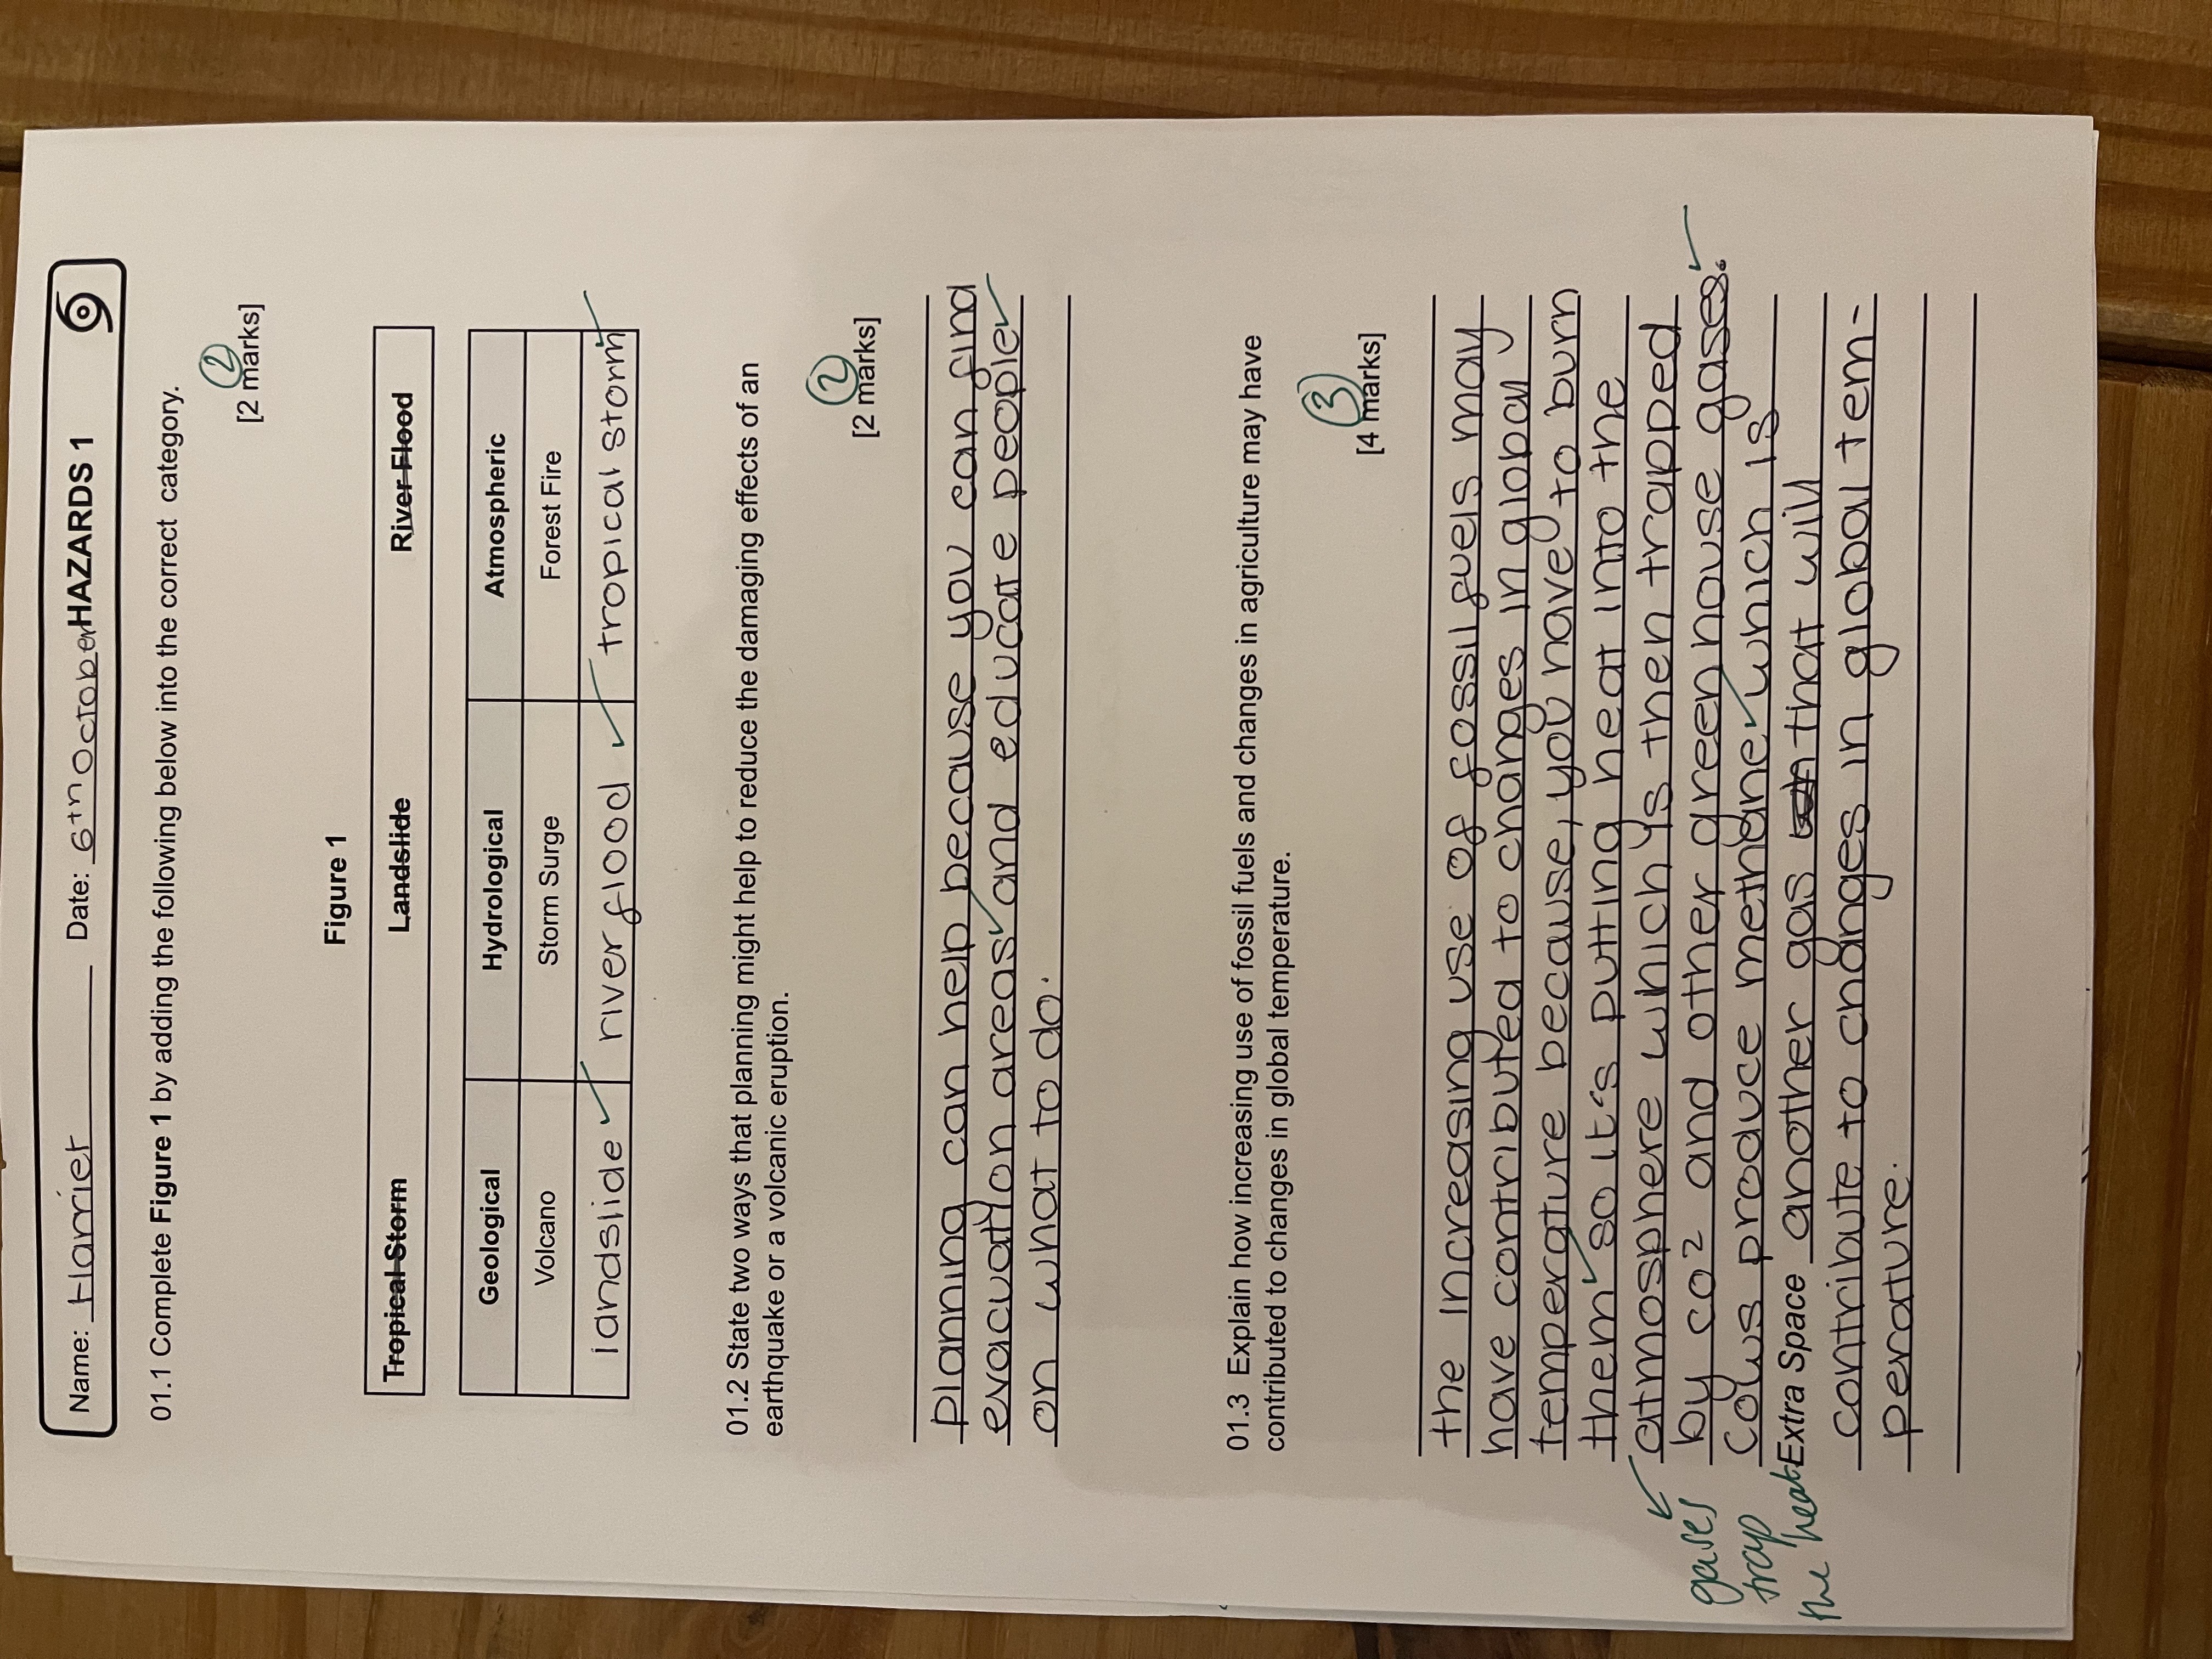 Name: Harriet Date: 6th October HAZARDS 1
01.1 Complete Figure 1 by adding the following below into the correct category.
2
[2 marks]
Figure 1
Tropical Storm Landslide River Flood
Geological Hydrological Atmospheric
Volcano Storm Surge Forest Fire
landslide river flood tropical storm
01.2 State two ways that planning might help to reduce the damaging effects of an
earthquake or a volcanic eruption.
2
[2 marks]
planning can help because you can find
evacuation areas and educate people
on what to do.
01.3 Explain how increasing use of fossil fuels and changes in agriculture may have
contributed to changes in global temperature.
3
[4 marks]
the increasing use of fossil fuels may
have contributed to changes in global
temperature because, you have to burn
them so it's putting heat into the
atmosphere which is then trapped
by co2 and other green house gases.
Cows produce methane which is
gases
trap
the heat
Extra Space another gas that will
contribute to changes in global tem-
perature.